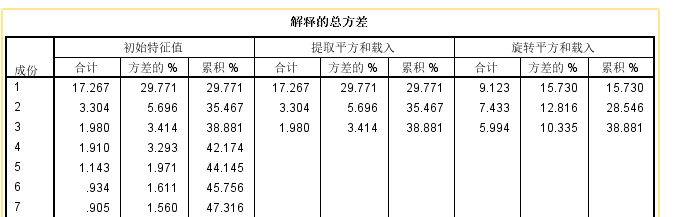 解释的总方差
初始特征值 提取平方和载入 旋转平方和载入
成份 合计 方差的 % 累积 % 合计 方差的 % 累积 % 合计 方差的 % 累积 %
1 17.267 29.771 29.771 17.267 29.771 29.771 9.123 15.730 15.730
2 3.304 5.696 35.467 3.304 5.696 35.467 7.433 12.816 28.546
3 1.980 3.414 38.881 1.980 3.414 38.881 5.994 10.335 38.881
4 1.910 3.293 42.174
5 1.143 1.971 44.145
6 .934 1.611 45.756
7 .905 1.560 47.316